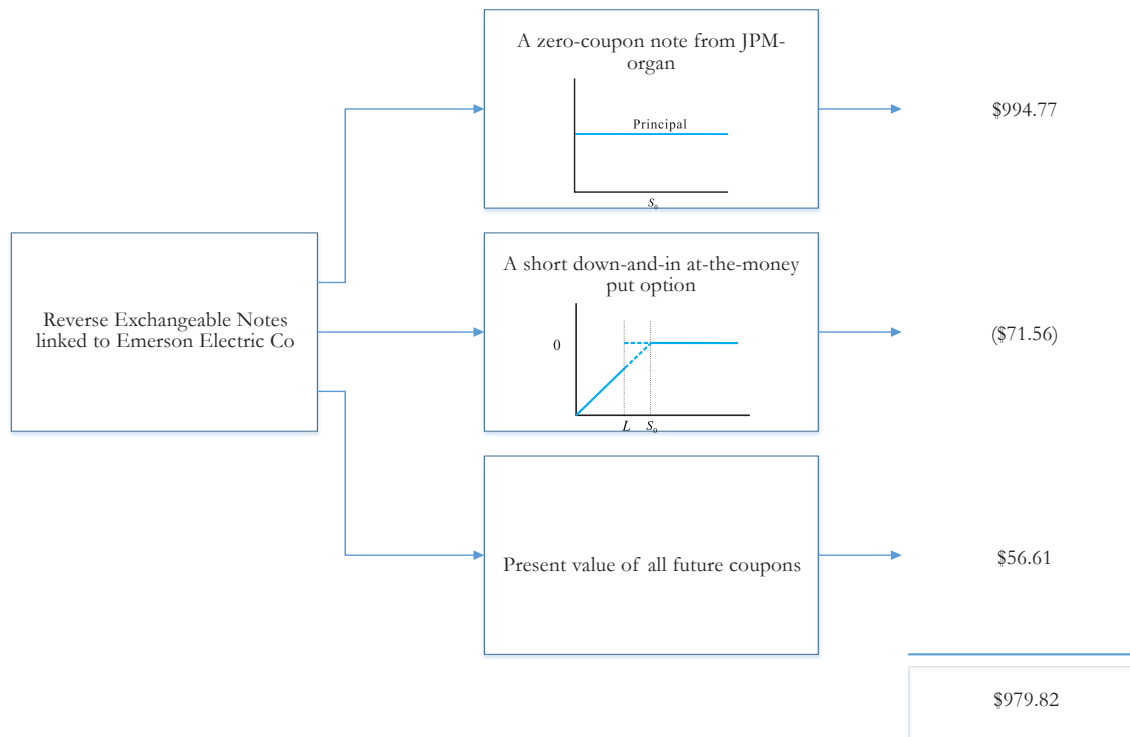 A zero-coupon note from JPM-
organ
Principal
S₀
$994.77
Reverse Exchangeable Notes
linked to Emerson Electric Co
A short down-and-in at-the-money
put option
0
L S₀
($71.56)
Present value of all future coupons
$56.61
$979.82